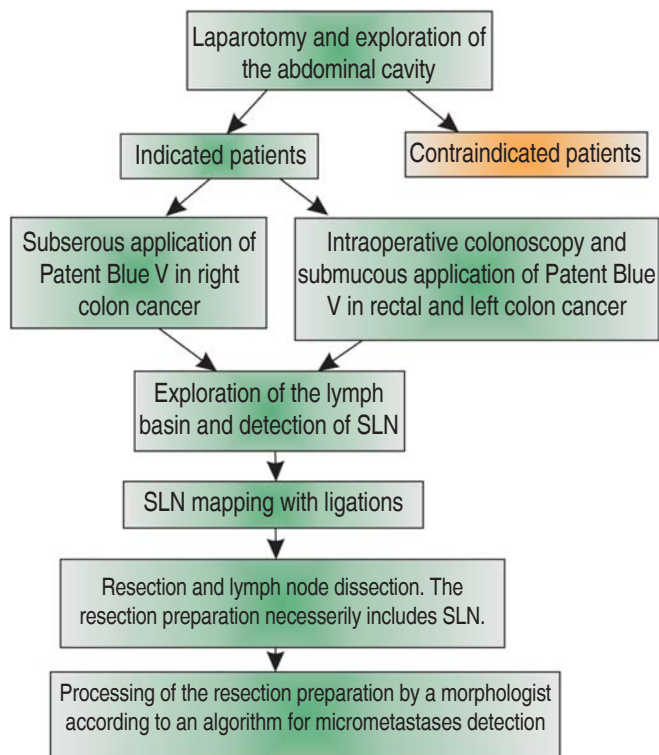 Laparotomy and exploration of
the abdominal cavity
Indicated patients
Contraindicated patients
Subserous application of
Patent Blue V in right
colon cancer
Intraoperative colonoscopy and
submucous application of Patent Blue
V in rectal and left colon cancer
Exploration of the lymph
basin and detection of SLN
SLN mapping with ligations
Resection and lymph node dissection. The
resection preparation necesserily includes SLN.
Processing of the resection preparation by a morphologist
according to an algorithm for micrometastases detection